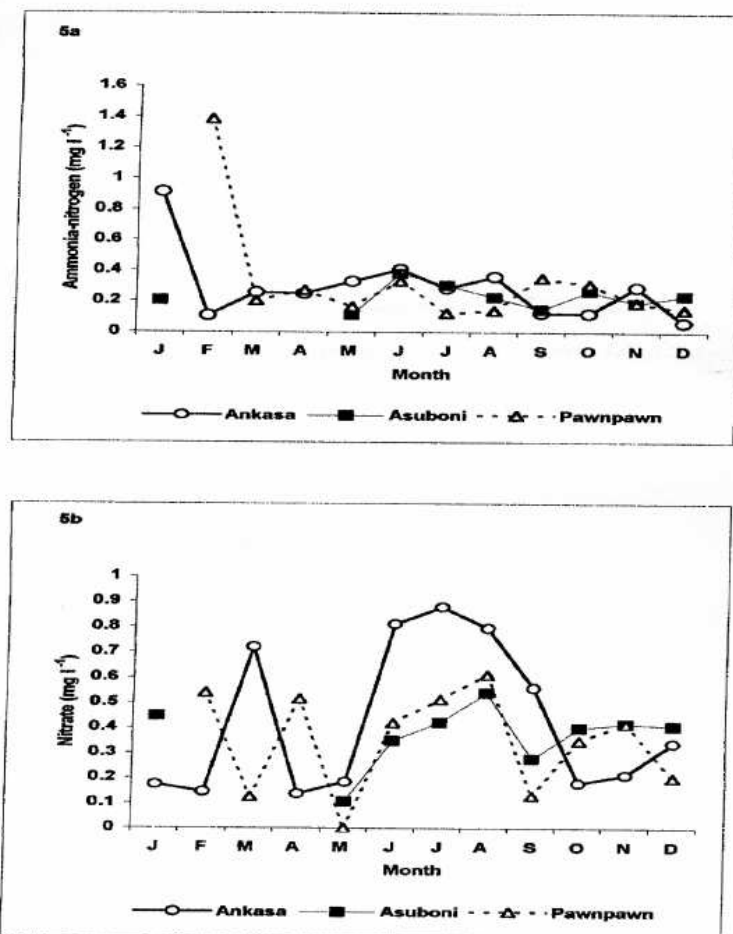 5a
Ammonia-nitrogen (mg l⁻¹)
1.6
1.4
1.2
1
0.8
0.6
0.4
0.2
0
J F M A M J J A S O N D
Month
Ankasa Asuboni Pawnpawn
5b
Nitrate (mg l⁻¹)
1
0.9
0.8
0.7
0.6
0.5
0.4
0.3
0.2
0.1
0
J F M A M J J A S O N D
Month
Ankasa Asuboni Pawnpawn